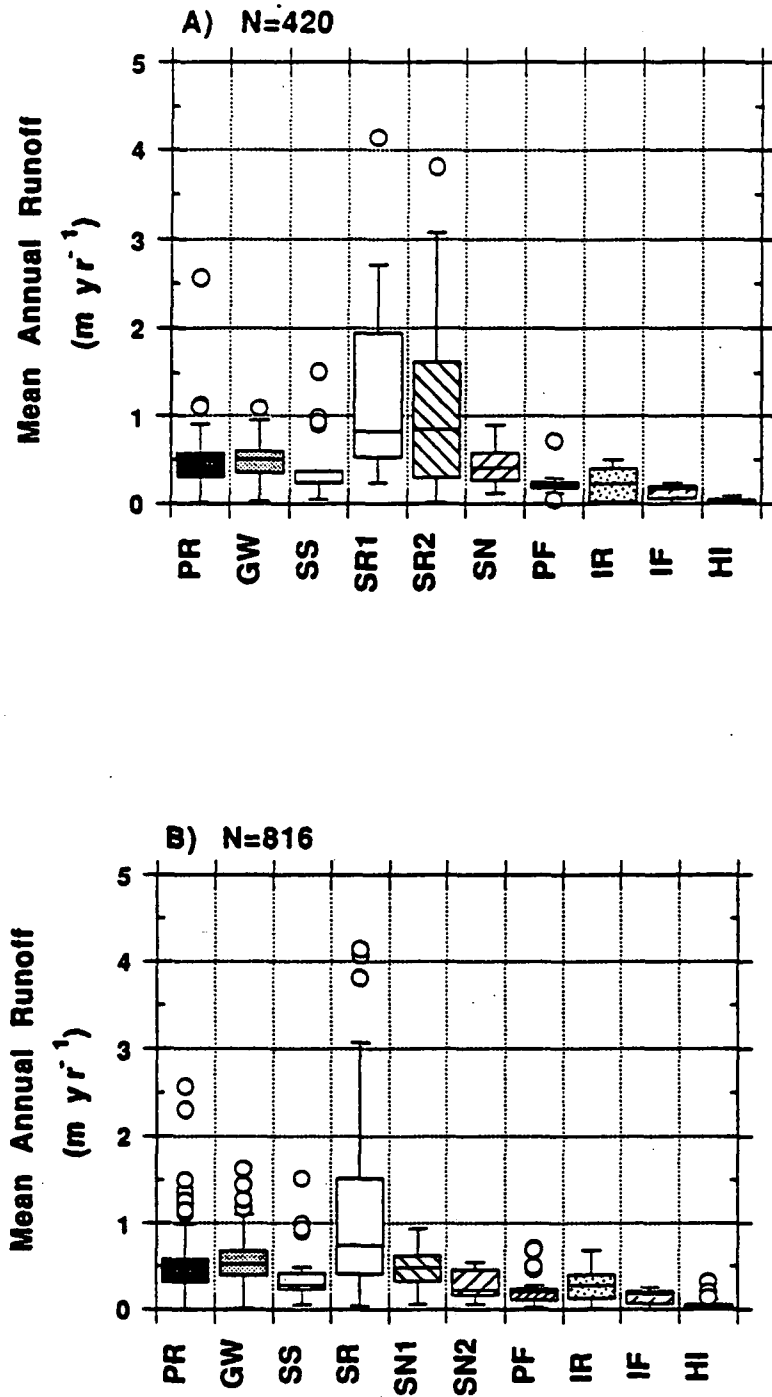 A) N=420
Mean Annual Runoff
(m yr⁻¹)
5
4
3
2
1
0
PR GW SS SR1 SR2 SN PF IR IF HI
B) N=816
Mean Annual Runoff
(m yr⁻¹)
5
4
3
2
1
0
PR GW SS SR SN1 SN2 PF IR IF HI